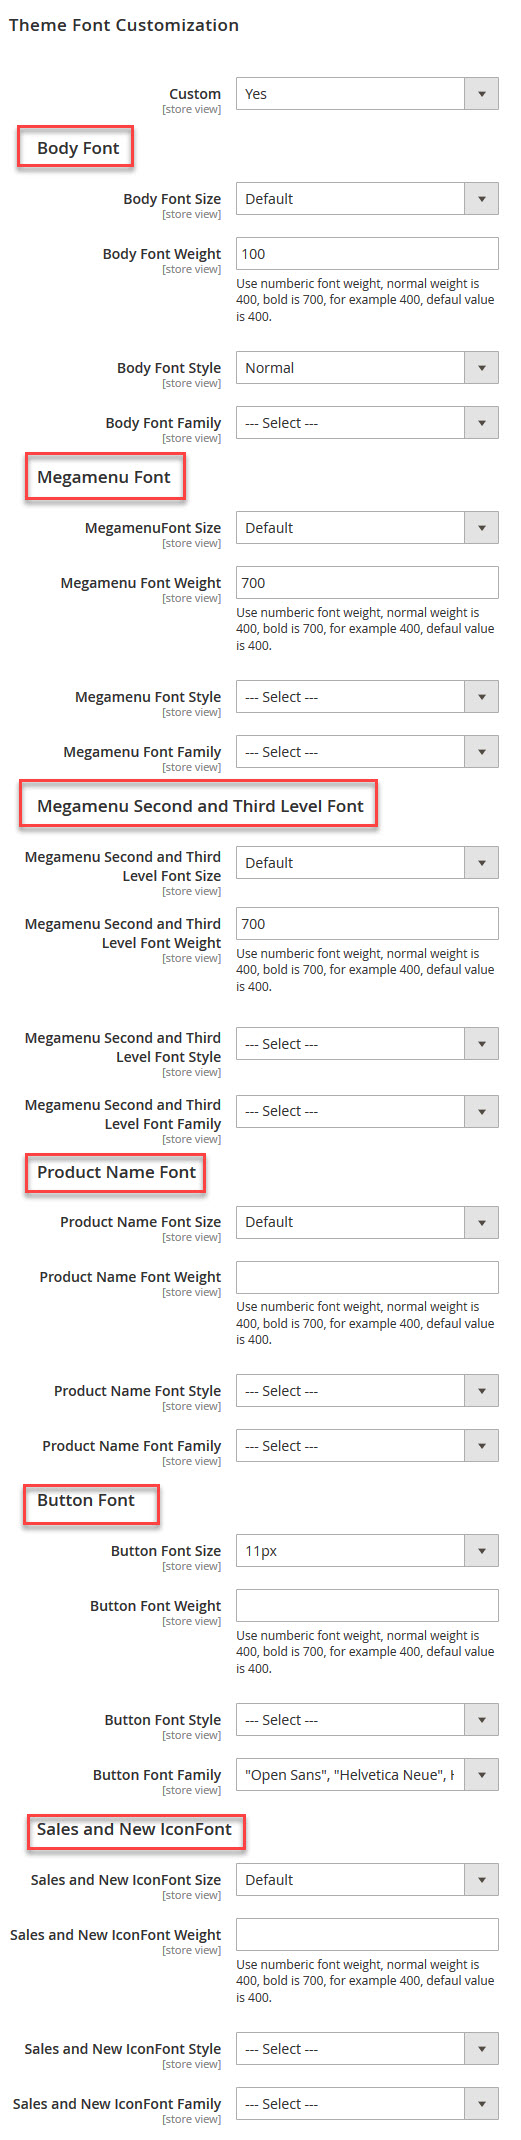 Theme Font Customization
Custom
[store view]
Yes
Body Font
Body Font Size
[store view]
Default
Body Font Weight
[store view]
100
Use numberic font weight, normal weight is
400, bold is 700, for example 400, defaul value
is 400.
Body Font Style
[store view]
Normal
Body Font Family
[store view]
--- Select ---
Megamenu Font
MegamenuFont Size
[store view]
Default
Megamenu Font Weight
[store view]
700
Use numberic font weight, normal weight is
400, bold is 700, for example 400, defaul value
is 400.
Megamenu Font Style
[store view]
--- Select ---
Megamenu Font Family
[store view]
--- Select ---
Megamenu Second and Third Level Font
Megamenu Second and Third
Level Font Size
[store view]
Default
Megamenu Second and Third
Level Font Weight
[store view]
700
Use numberic font weight, normal weight is
400, bold is 700, for example 400, defaul value
is 400.
Megamenu Second and Third
Level Font Style
[store view]
--- Select ---
Megamenu Second and Third
Level Font Family
[store view]
--- Select ---
Product Name Font
Product Name Font Size
[store view]
Default
Product Name Font Weight
[store view]
Use numberic font weight, normal weight is
400, bold is 700, for example 400, defaul value
is 400.
Product Name Font Style
[store view]
--- Select ---
Product Name Font Family
[store view]
--- Select ---
Button Font
Button Font Size
[store view]
11px
Button Font Weight
[store view]
Use numberic font weight, normal weight is
400, bold is 700, for example 400, defaul value
is 400.
Button Font Style
[store view]
--- Select ---
Button Font Family
[store view]
"Open Sans", "Helvetica Neue",
Sales and New IconFont
Sales and New IconFont Size
[store view]
Default
Sales and New IconFont Weight
[store view]
Use numberic font weight, normal weight is
400, bold is 700, for example 400, defaul value
is 400.
Sales and New IconFont Style
[store view]
--- Select ---
Sales and New IconFont Family
[store view]
--- Select ---